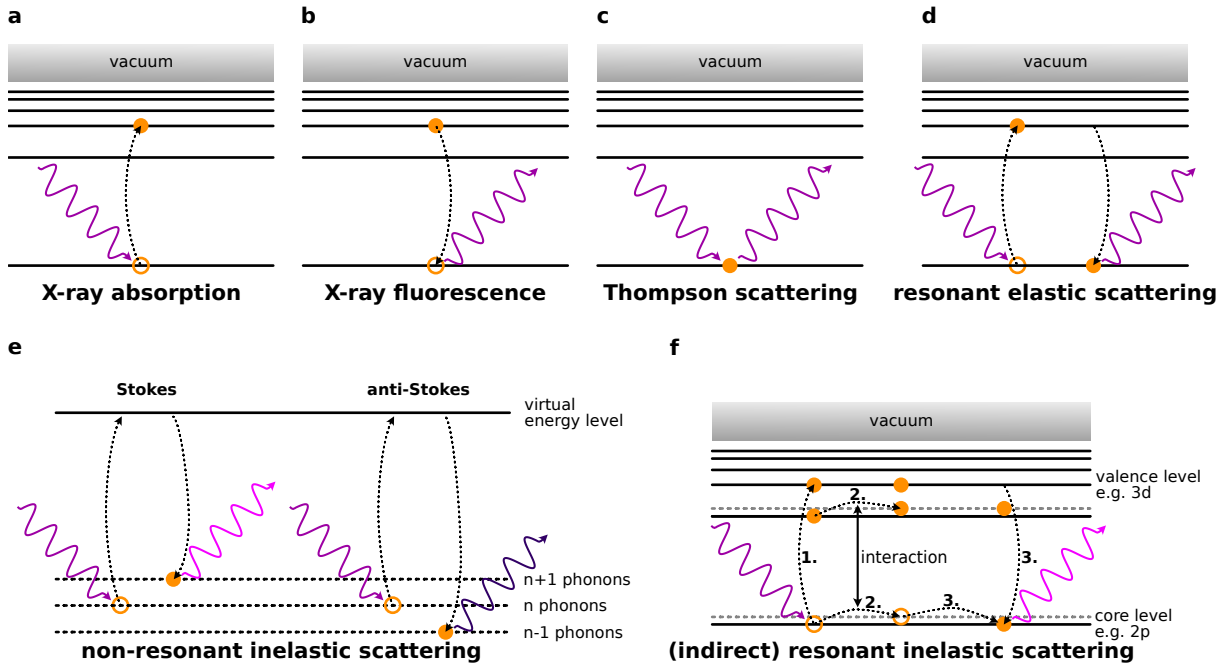 a
b
c
d
vacuum
vacuum
vacuum
vacuum
X-ray absorption
X-ray fluorescence
Thompson scattering
resonant elastic scattering
e
f
Stokes
anti-Stokes
virtual
energy level
n+1 phonons
n phonons
n-1 phonons
non-resonant inelastic scattering
vacuum
valence level
e.g. 3d
2.
1.
interaction
3.
2.
3.
core level
e.g. 2p
(indirect) resonant inelastic scattering